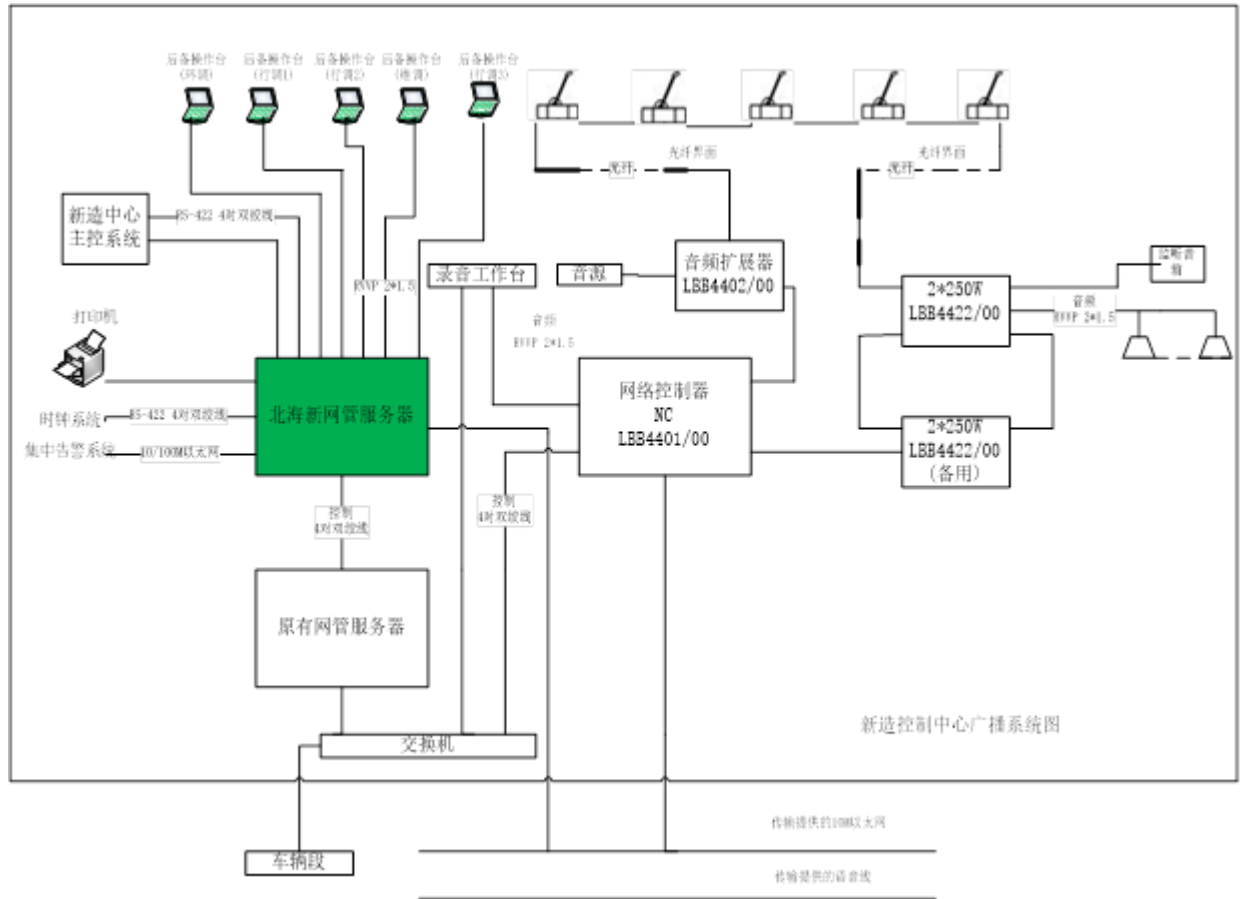 后备操作台
(环调)
后备操作台
(行调1)
后备操作台
(行调2)
后备操作台
(维调)
后备操作台
(行调3)
光纤
光纤界面
光纤
光纤界面
新造中心
主控系统
RS-422 4对双绞线
RVVP 2*1.5
录音工作台
音源
音频扩展器
LBB4402/00
2*250W
LBB4422/00
监听音
箱
音频
RVVP 2*1.5
打印机
音频
RVVP 2*1.5
时钟系统
RS-422 4对双绞线
集中告警系统
10/100M以太网
北海新网管服务器
网络控制器
NC
LBB4401/00
2*250W
LBB4422/00
(备用)
控制
4对双绞线
控制
4对双绞线
原有网管服务器
交换机
新造控制中心广播系统图
车辆段
传输提供的10M以太网
传输提供的语音线